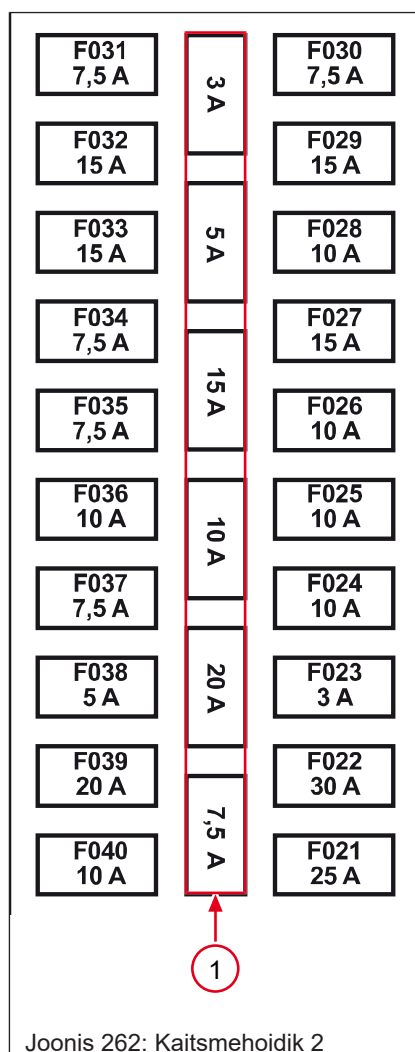 F031
7,5 A
F032
15 A
F033
15 A
F034
7,5 A
F035
7,5 A
F036
10 A
F037
7,5 A
F038
5 A
F039
20 A
F040
10 A
3 A
5 A
15 A
10 A
20 A
7,5 A
F030
7,5 A
F029
15 A
F028
10 A
F027
15 A
F026
10 A
F025
10 A
F024
10 A
F023
3 A
F022
30 A
F021
25 A
1
Joonis 262: Kaitsmehoidik 2